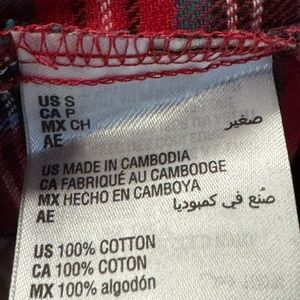 US S
CA P
MX CH
AE صغير
US MADE IN CAMBODIA
CA FABRIQUÉ AU CAMBODGE
MX HECHO EN CAMBOYA
AE صنع في كمبوديا
US 100% COTTON
CA 100% COTON
MX 100% algodón